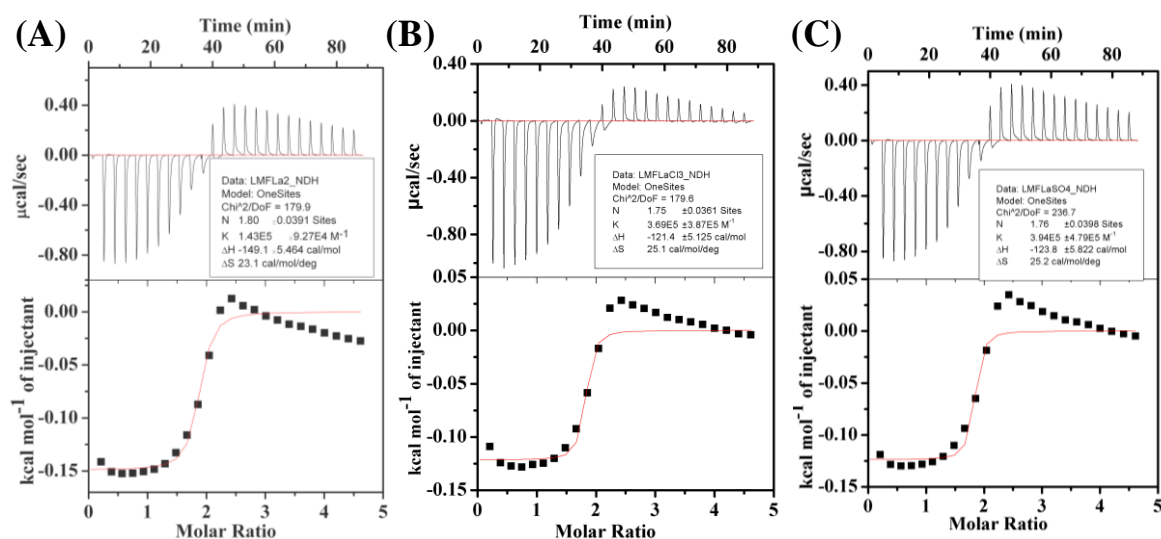 (A)
Time (min)
0 20 40 60 80
0.40
0.00
-0.40
-0.80
μcal/sec
Data: LMFLa2_NDH
Model: OneSites
Chi^2/DoF = 179.9
N 1.80 ±0.0391 Sites
K 1.43E5 ±9.27E4 M⁻¹
ΔH -149.1 ±5.464 cal/mol
ΔS 23.1 cal/mol/deg
0.00
-0.05
-0.10
-0.15
kcal mol⁻¹ of injectant
0 1 2 3 4 5
Molar Ratio
(B)
Time (min)
0 20 40 60 80 100
0.40
0.00
-0.40
-0.80
μcal/sec
Data: LMFLaCl3_NDH
Model: OneSites
Chi^2/DoF = 179.6
N 1.75 ±0.0361 Sites
K 3.69E5 ±3.87E5 M⁻¹
ΔH -121.4 ±5.125 cal/mol
ΔS 25.1 cal/mol/deg
0.05
0.00
-0.05
-0.10
-0.15
kcal mol⁻¹ of injectant
0 1 2 3 4 5
Molar Ratio
(C)
Time (min)
0 20 40 60 80 100
0.40
0.00
-0.40
-0.80
μcal/sec
Data: LMFLaSO4_NDH
Model: OneSites
Chi^2/DoF = 236.7
N 1.76 ±0.0398 Sites
K 3.94E5 ±4.79E5 M⁻¹
ΔH -123.8 ±5.822 cal/mol
ΔS 25.2 cal/mol/deg
0.05
0.00
-0.05
-0.10
-0.15
kcal mol⁻¹ of injectant
0 1 2 3 4 5
Molar Ratio